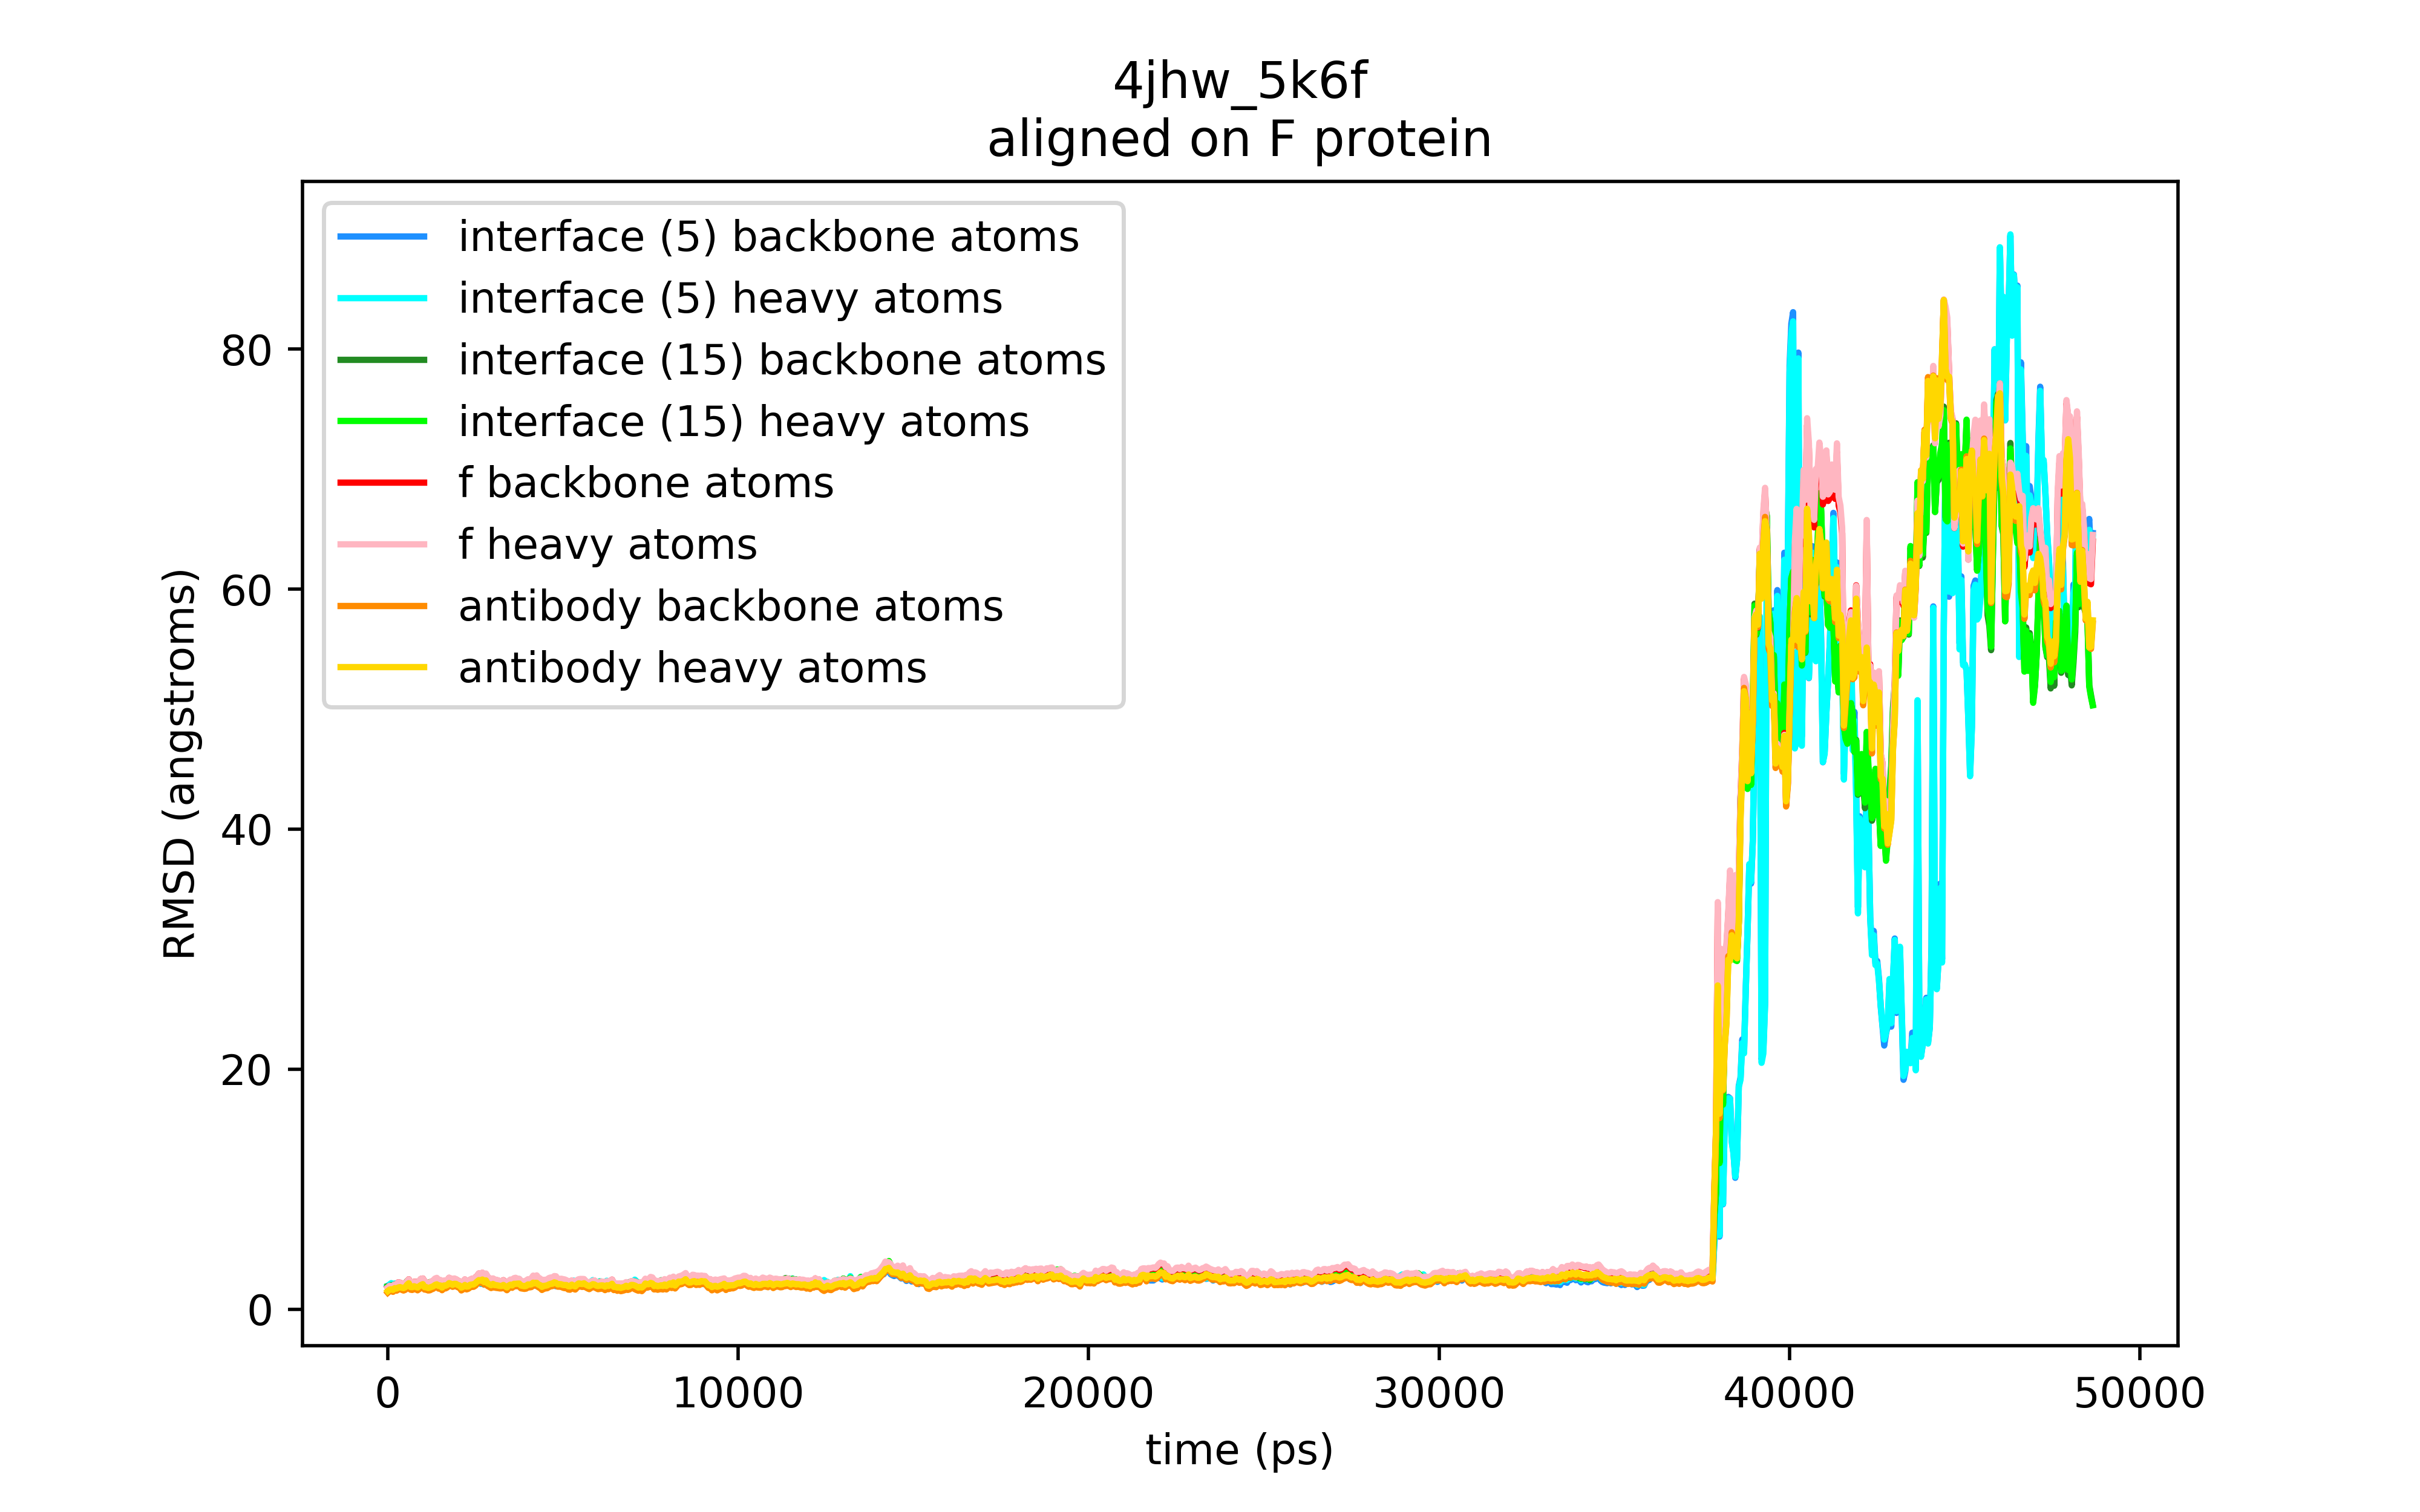 4jhw_5k6f
aligned on F protein
interface (5) backbone atoms
interface (5) heavy atoms
interface (15) backbone atoms
interface (15) heavy atoms
f backbone atoms
f heavy atoms
antibody backbone atoms
antibody heavy atoms
RMSD (angstroms)
80
60
40
20
0
0 10000 20000 30000 40000 50000
time (ps)